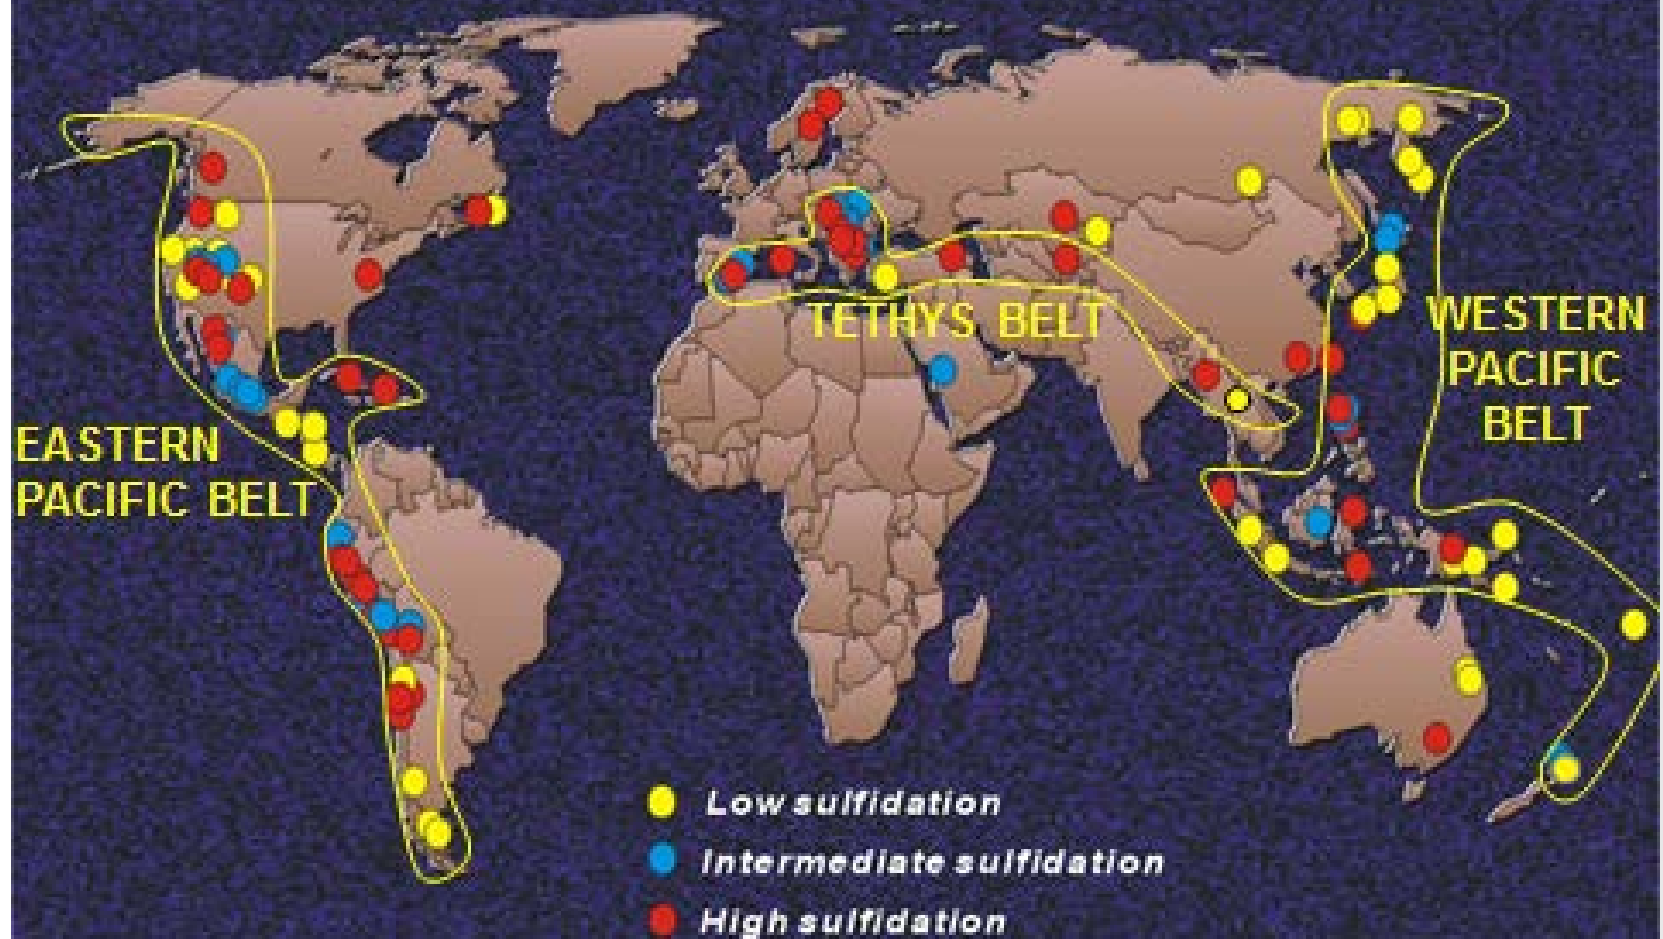 TETHYS BELT
WESTERN
PACIFIC
BELT
EASTERN
PACIFIC BELT
Low sulfidation
Intermediate sulfidation
High sulfidation